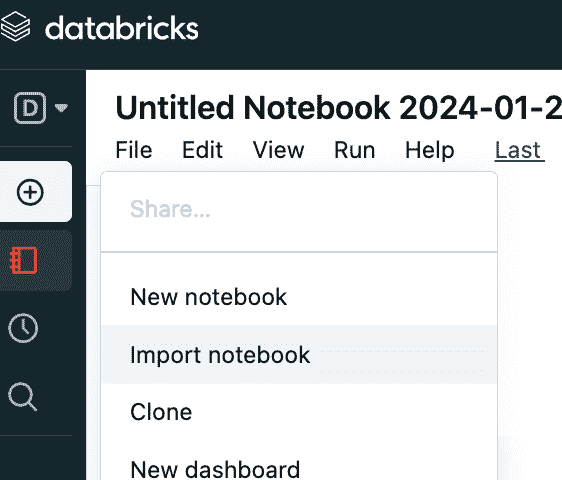 databricks
D
Untitled Notebook 2024-01-2
File Edit View Run Help Last
Share...
New notebook
Import notebook
Clone
New dashboard